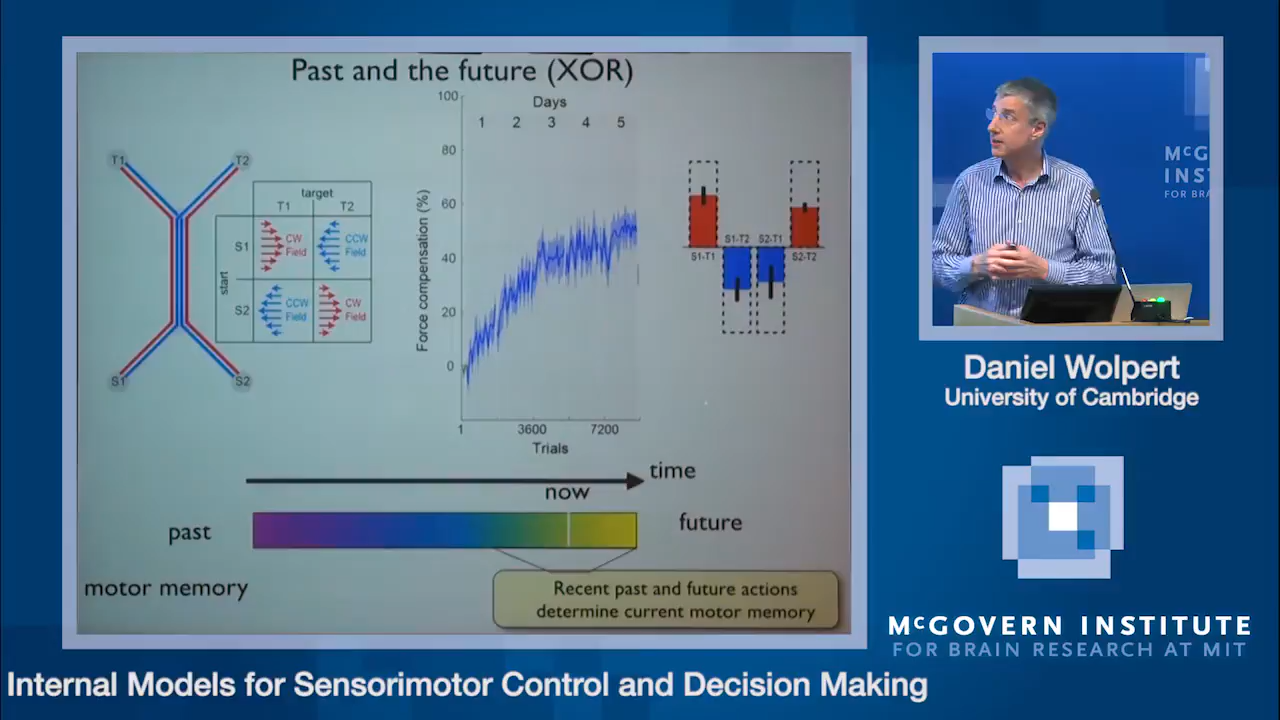 Past and the future (XOR)
T1
T2
S1
S2
target
T1
T2
start
S1
CW
Field
CCW
Field
S2
CCW
Field
CW
Field
Force compensation (%)
100
80
60
40
20
0
Days
1 2 3 4 5
1
3600
7200
Trials
S1-T1
S1-T2
S2-T1
S2-T2
time
now
past
future
motor memory
Recent past and future actions
determine current motor memory
McG
INS
FOR BRA
Daniel Wolpert
University of Cambridge
McGOVERN INSTITUTE
FOR BRAIN RESEARCH AT MIT
Internal Models for Sensorimotor Control and Decision Making